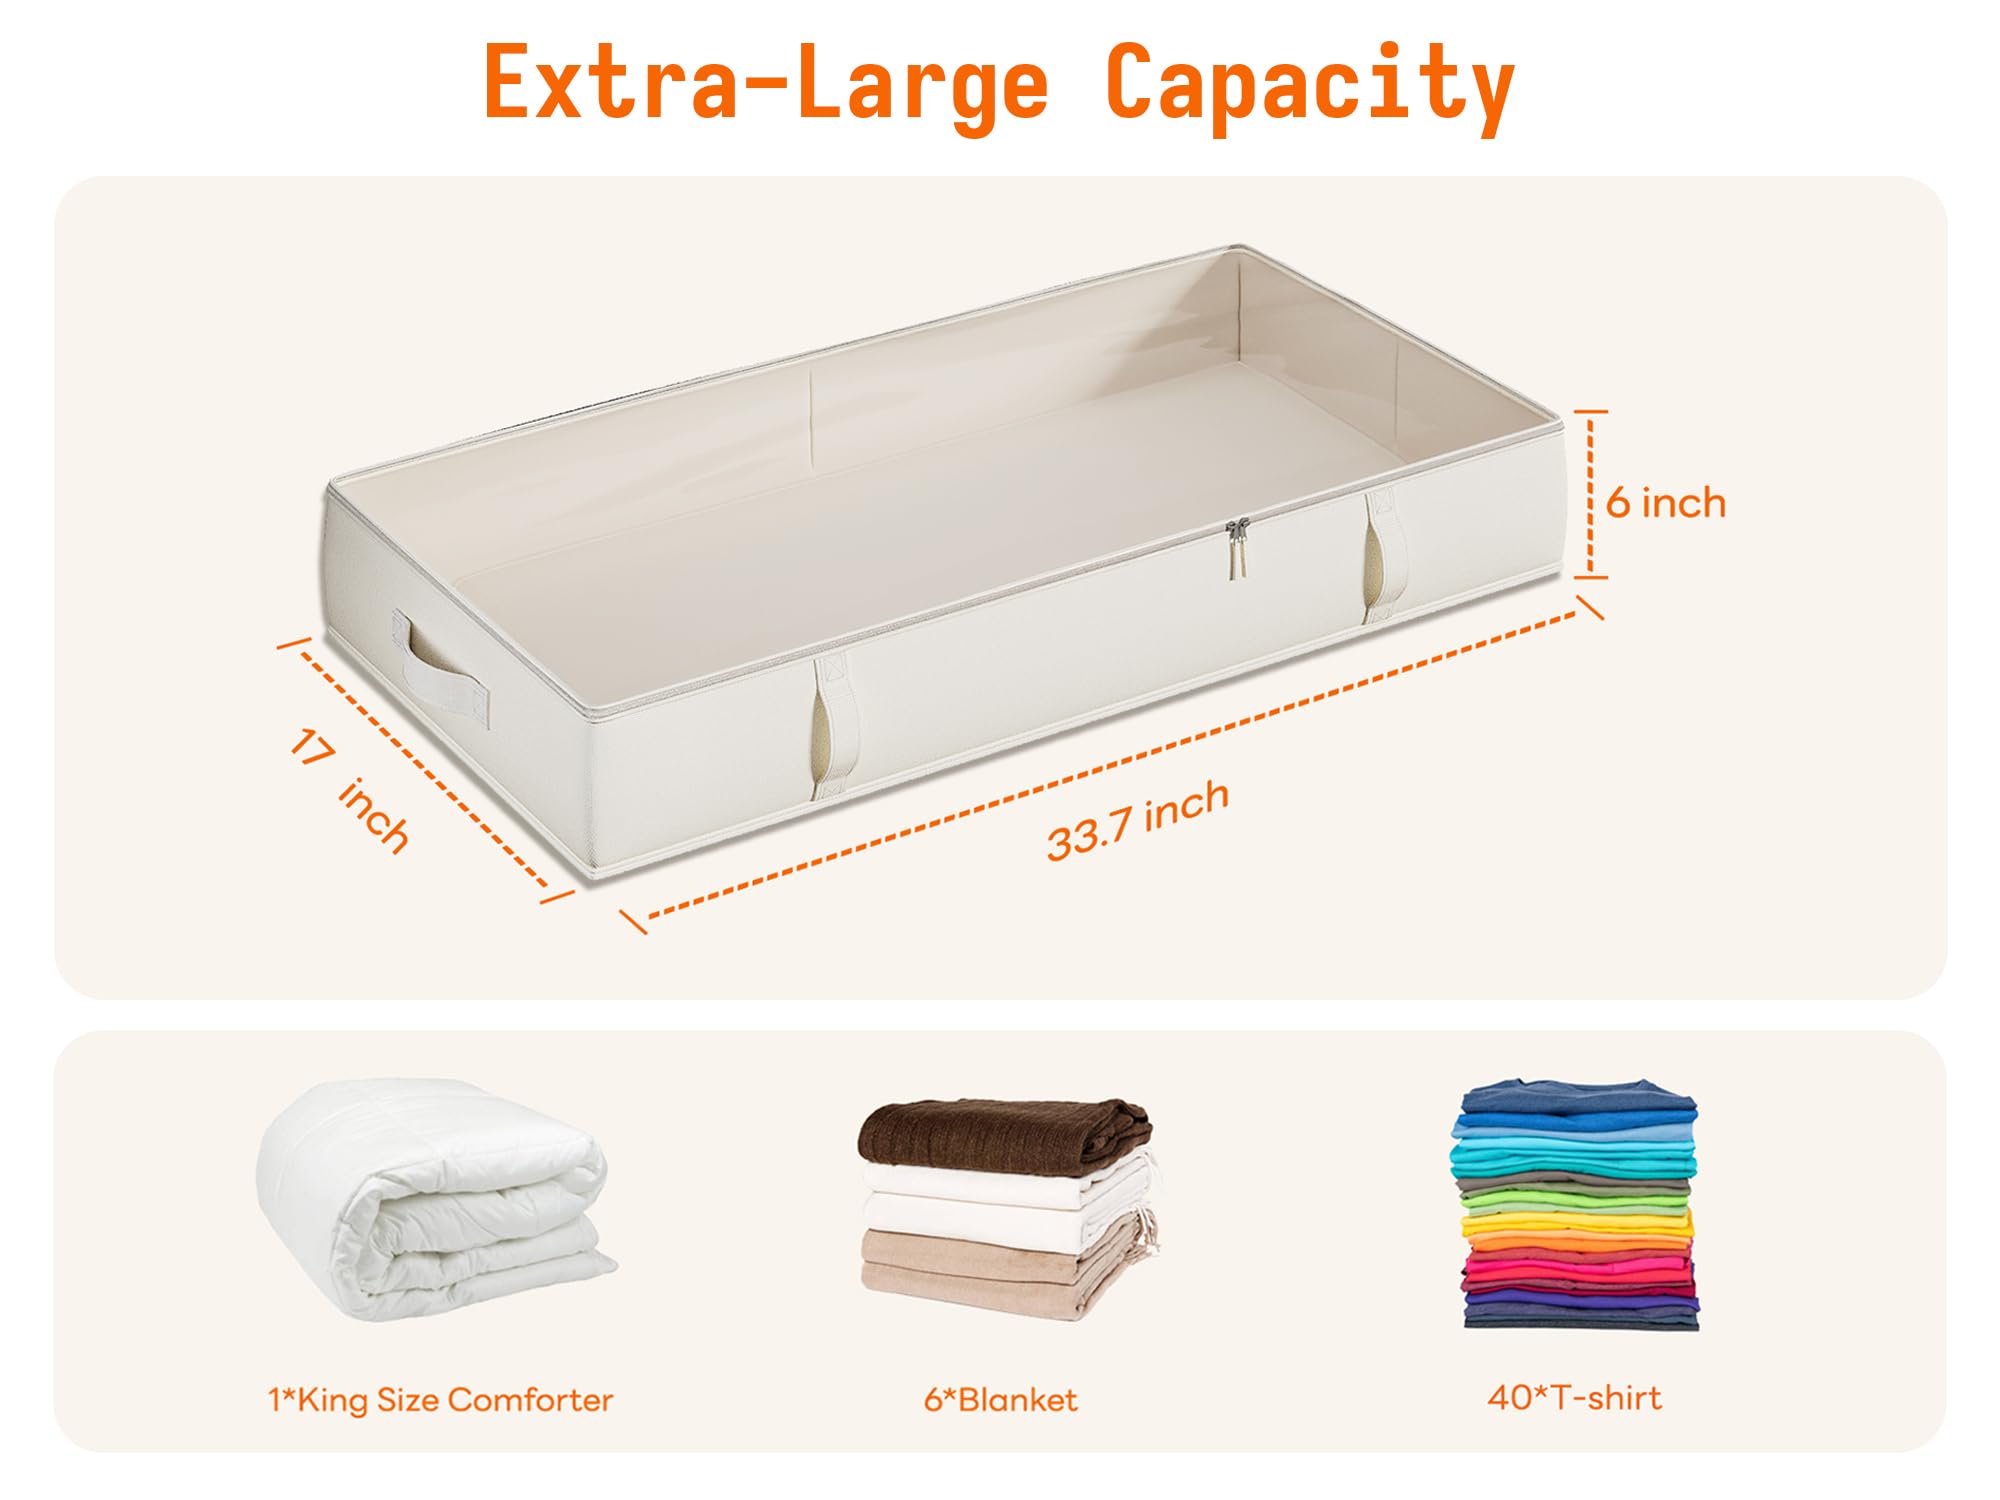 Extra-Large Capacity
6 inch
17 inch
33.7 inch
1*King Size Comforter
6*Blanket
40*T-shirt